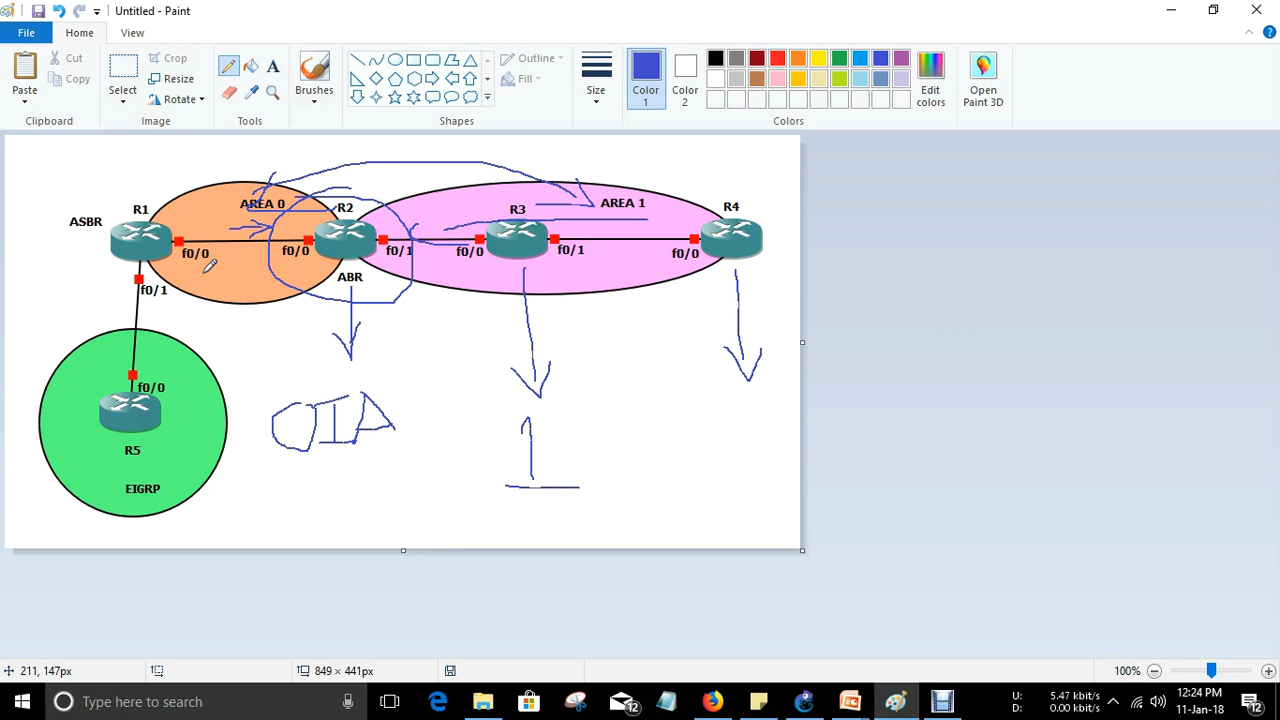 Untitled - Paint
File
Home
View
Paste
Cut
Copy
Clipboard
Select
Crop
Resize
Rotate
Image
A
Tools
Brushes
Shapes
Outline
Fill
Size
Color 1
Color 2
Edit colors
Open Paint 3D
Colors
AREA 0
AREA 1
ASBR
R1
R2
R3
R4
f0/0
f0/0
f0/1
f0/0
f0/1
f0/0
ABR
f0/1
f0/0
R5
EIGRP
OIA
1
211, 147px
849 × 441px
100%
Type here to search
12
U: 5.47 kbit/s
D: 0.00 kbit/s
12:24 PM
11-Jan-18
12